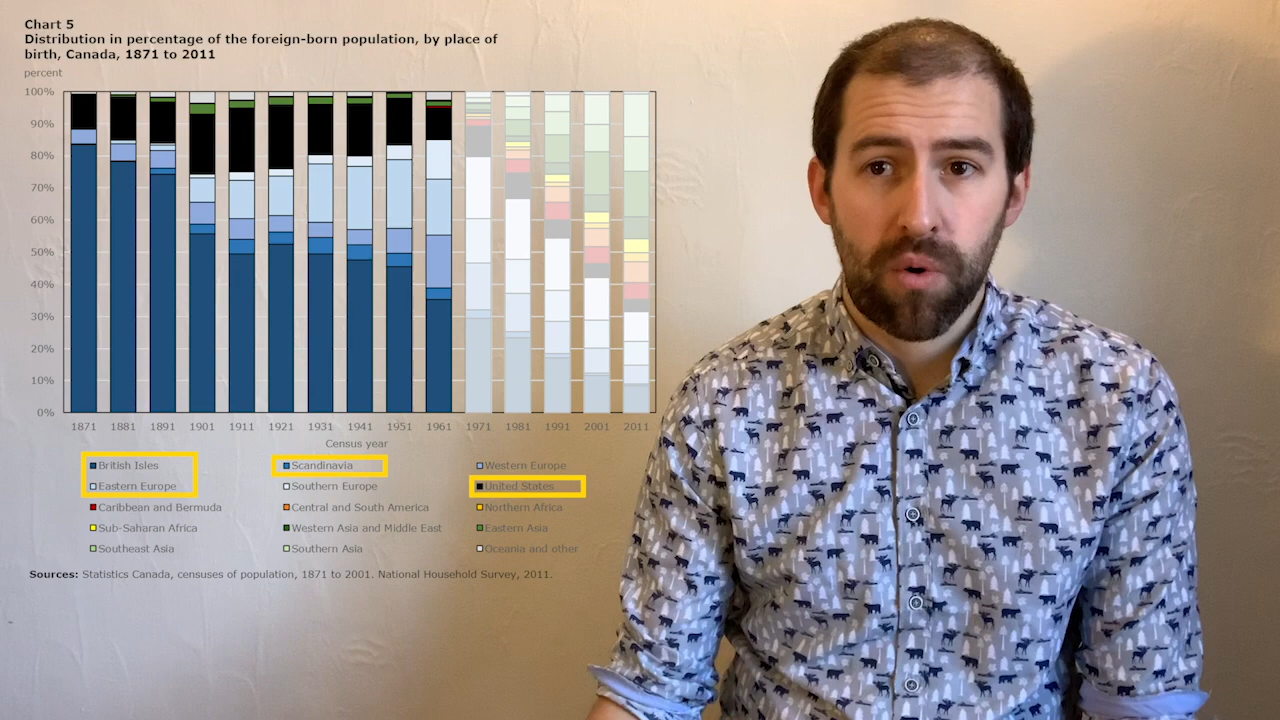 Chart 5
Distribution in percentage of the foreign-born population, by place of
birth, Canada, 1871 to 2011
percent
100%
90%
80%
70%
60%
50%
40%
30%
20%
10%
0%
1871 1881 1891 1901 1911 1921 1931 1941 1951 1961 1971 1981 1991 2001 2011
Census year
British Isles Scandinavia Western Europe
Eastern Europe Southern Europe United States
Caribbean and Bermuda Central and South America Northern Africa
Sub-Saharan Africa Western Asia and Middle East Eastern Asia
Southeast Asia Southern Asia Oceania and other
Sources: Statistics Canada, censuses of population, 1871 to 2001. National Household Survey, 2011.